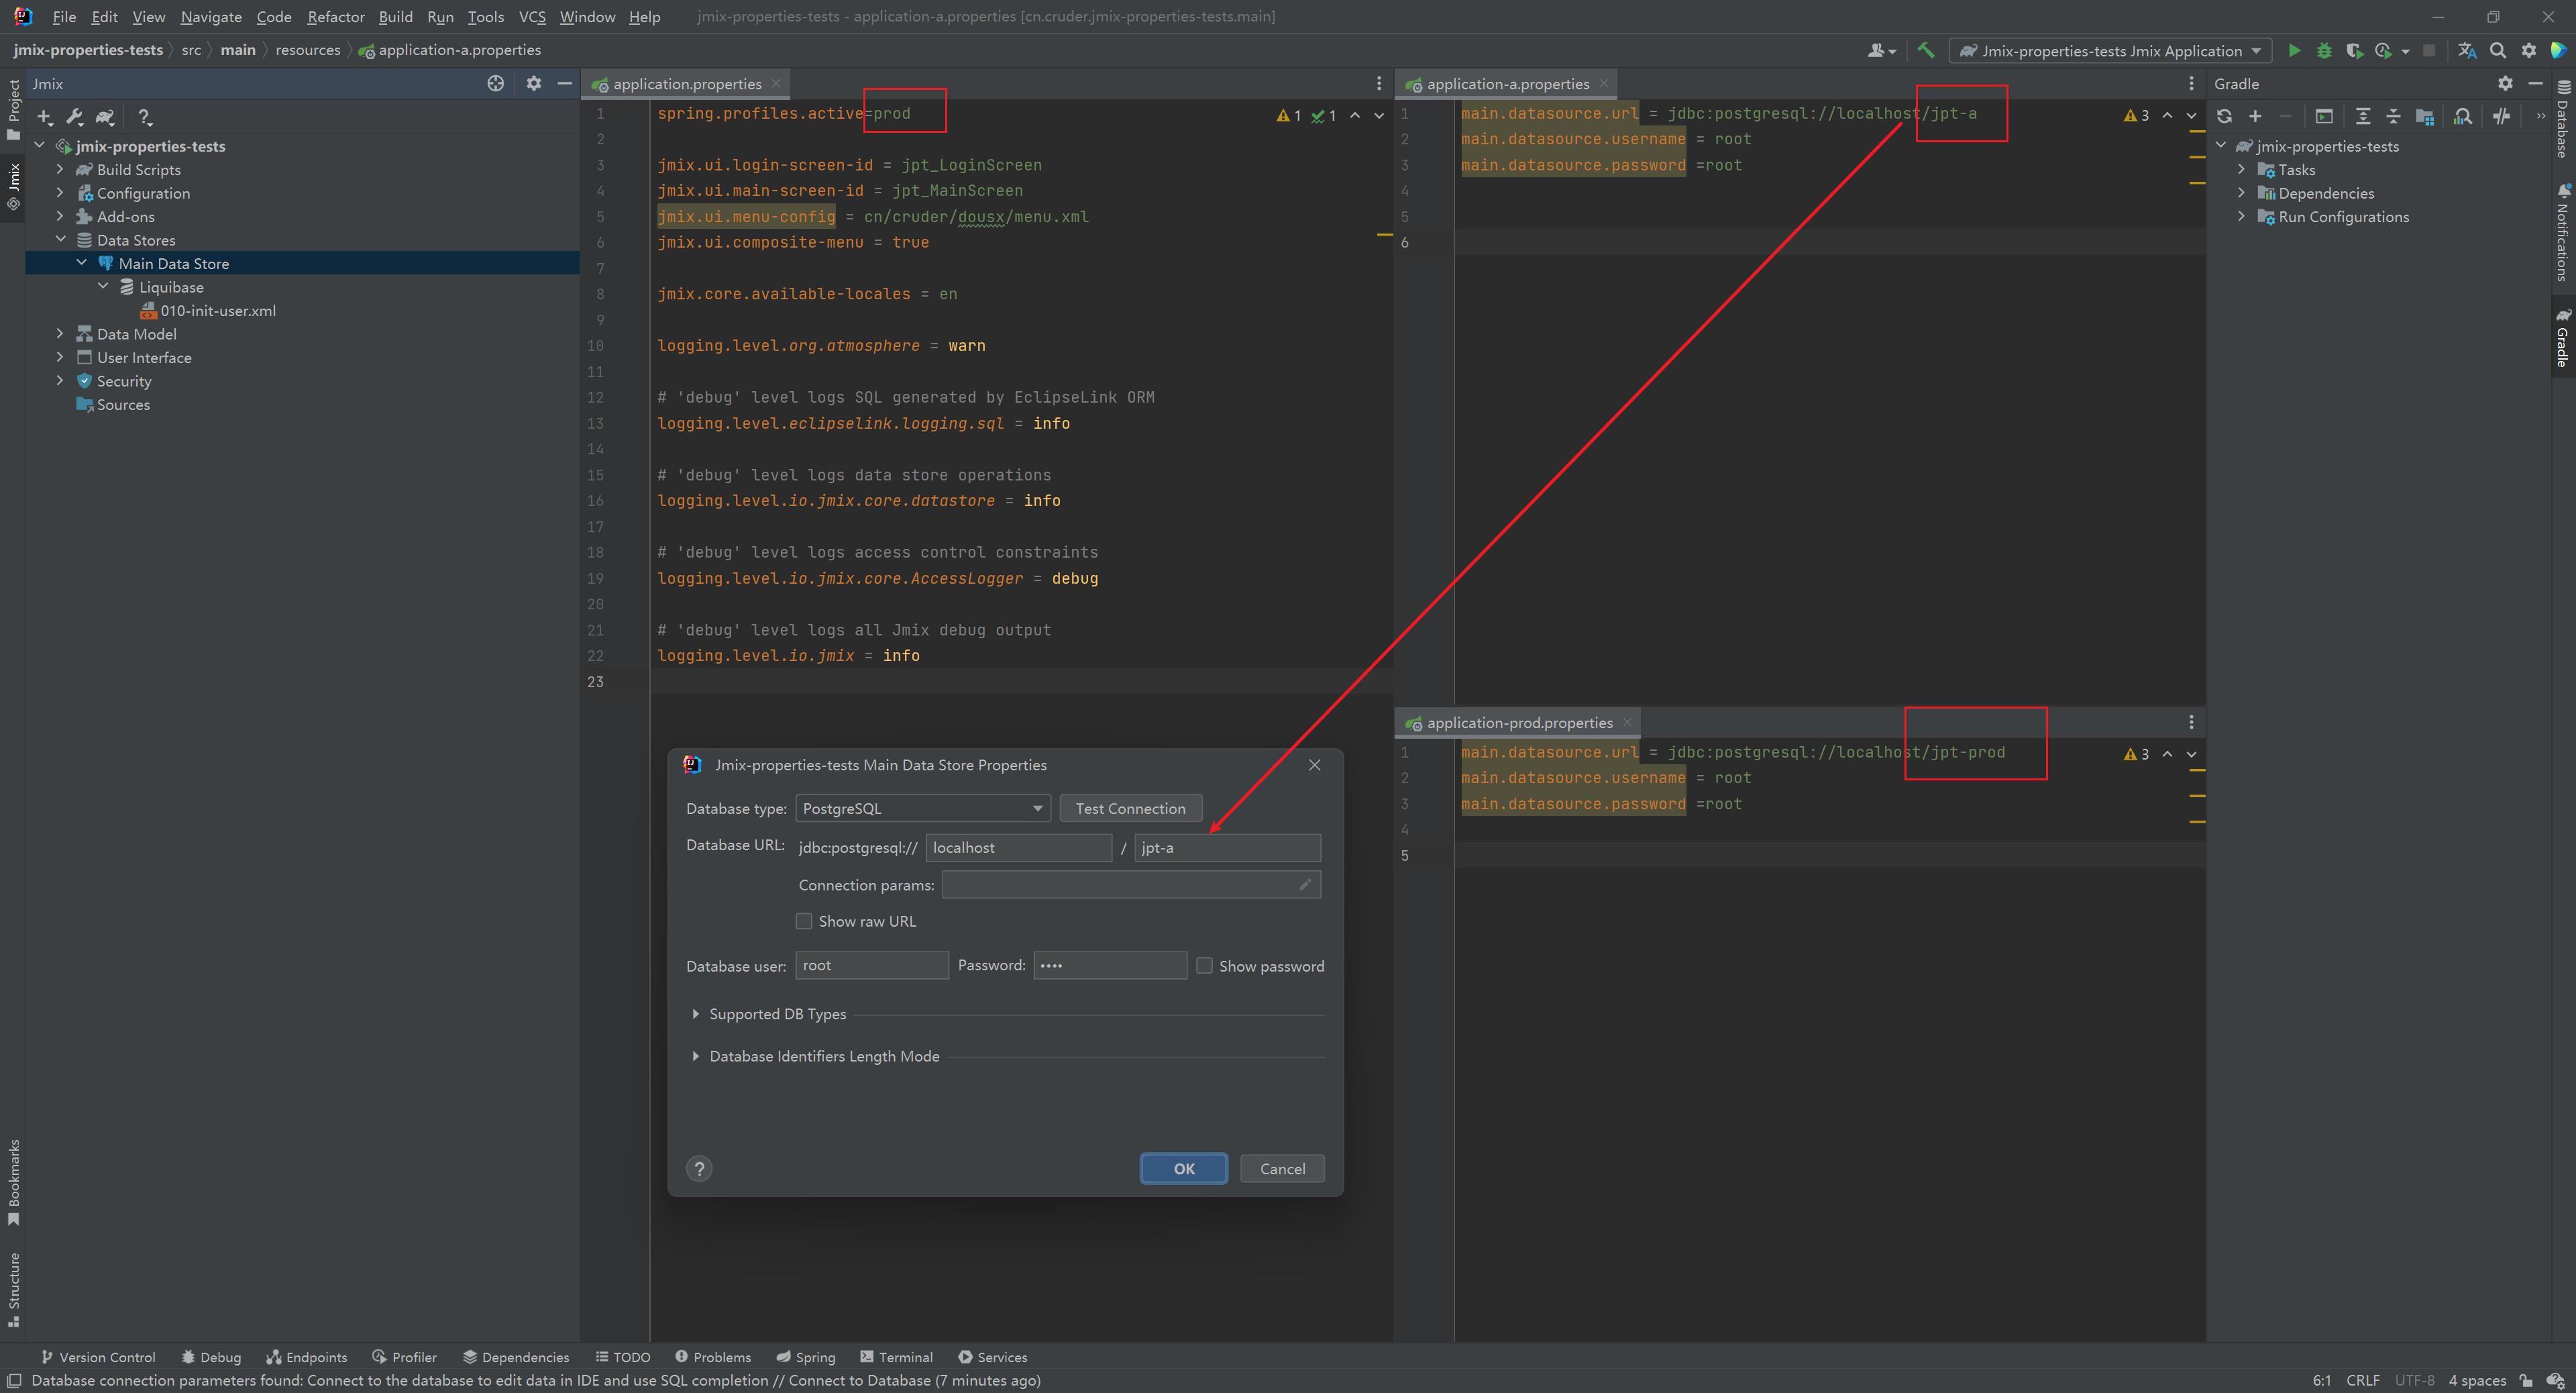 File Edit View Navigate Code Refactor Build Run Tools VCS Window Help jmix-properties-tests - application-a.properties [cn.cruder.jmix-properties-tests.main]
jmix-properties-tests src main resources application-a.properties
Jmix-properties-tests Jmix Application
Project
Jmix
Bookmarks
Structure
Jmix
jmix-properties-tests
Build Scripts
Configuration
Add-ons
Data Stores
Main Data Store
Liquibase
010-init-user.xml
Data Model
User Interface
Security
Sources
application.properties
1 spring.profiles.active=prod
1 1
2
3 jmix.ui.login-screen-id = jpt_LoginScreen
4 jmix.ui.main-screen-id = jpt_MainScreen
5 jmix.ui.menu-config = cn/cruder/dousx/menu.xml
6 jmix.ui.composite-menu = true
7
8 jmix.core.available-locales = en
9
10 logging.level.org.atmosphere = warn
11
12 # 'debug' level logs SQL generated by EclipseLink ORM
13 logging.level.eclipselink.logging.sql = info
14
15 # 'debug' level logs data store operations
16 logging.level.io.jmix.core.datastore = info
17
18 # 'debug' level logs access control constraints
19 logging.level.io.jmix.core.AccessLogger = debug
20
21 # 'debug' level logs all Jmix debug output
22 logging.level.io.jmix = info
23
application-a.properties
1 main.datasource.url = jdbc:postgresql://localhost/jpt-a
3
2 main.datasource.username = root
3 main.datasource.password =root
4
5
6
application-prod.properties
1 main.datasource.url = jdbc:postgresql://localhost/jpt-prod
3
2 main.datasource.username = root
3 main.datasource.password =root
4
5
Jmix-properties-tests Main Data Store Properties
Database type: PostgreSQL Test Connection
Database URL: jdbc:postgresql:// localhost / jpt-a
Connection params:
Show raw URL
Database user: root Password: •••• Show password
Supported DB Types
Database Identifiers Length Mode
? OK Cancel
Gradle
jmix-properties-tests
Tasks
Dependencies
Run Configurations
Database
Notifications
Gradle
Version Control Debug Endpoints Profiler Dependencies TODO Problems Spring Terminal Services
Database connection parameters found: Connect to the database to edit data in IDE and use SQL completion // Connect to Database (7 minutes ago) 6:1 CRLF UTF-8 4 spaces